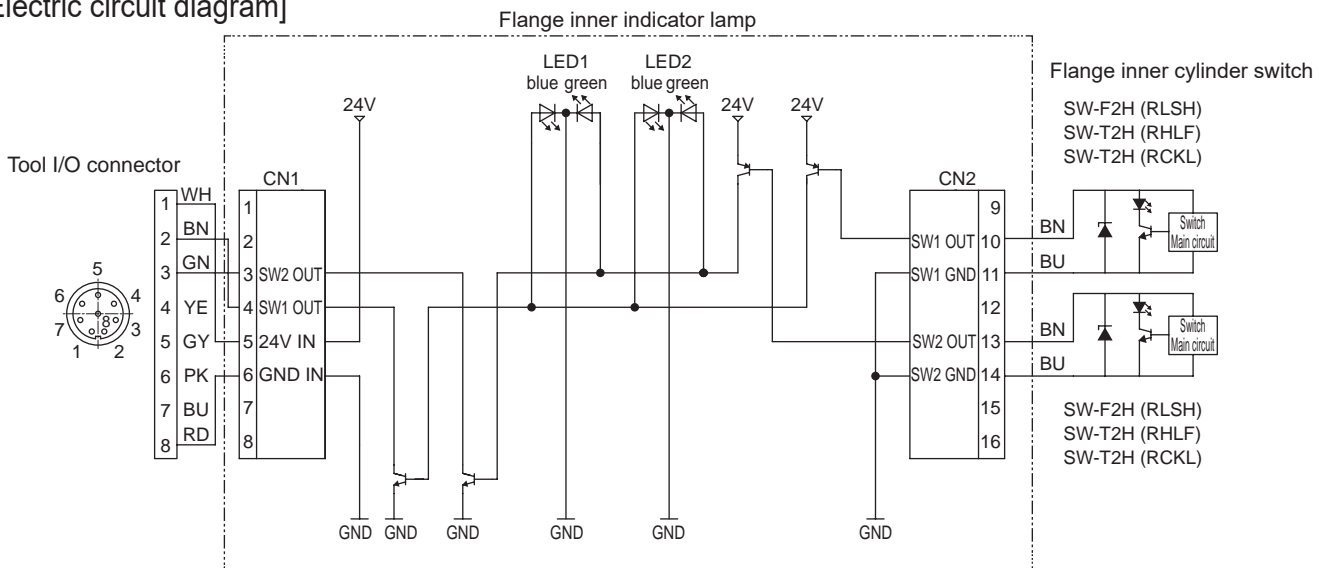 Electric circuit diagram]
Flange inner indicator lamp
LED1
blue green
LED2
blue green
24V
24V
24V
Flange inner cylinder switch
SW-F2H (RLSH)
SW-T2H (RHLF)
SW-T2H (RCKL)
Tool I/O connector
5
6
4
7
8
3
1
2
1 WH
2 BN
3 GN
4 YE
5 GY
6 PK
7 BU
8 RD
CN1
1
2
3 SW2 OUT
4 SW1 OUT
5 24V IN
6 GND IN
7
8
CN2
9
SW1 OUT 10
SW1 GND 11
12
SW2 OUT 13
SW2 GND 14
15
16
BN
BU
Switch
Main circuit
BN
BU
Switch
Main circuit
SW-F2H (RLSH)
SW-T2H (RHLF)
SW-T2H (RCKL)
GND
GND
GND
GND
GND
GND